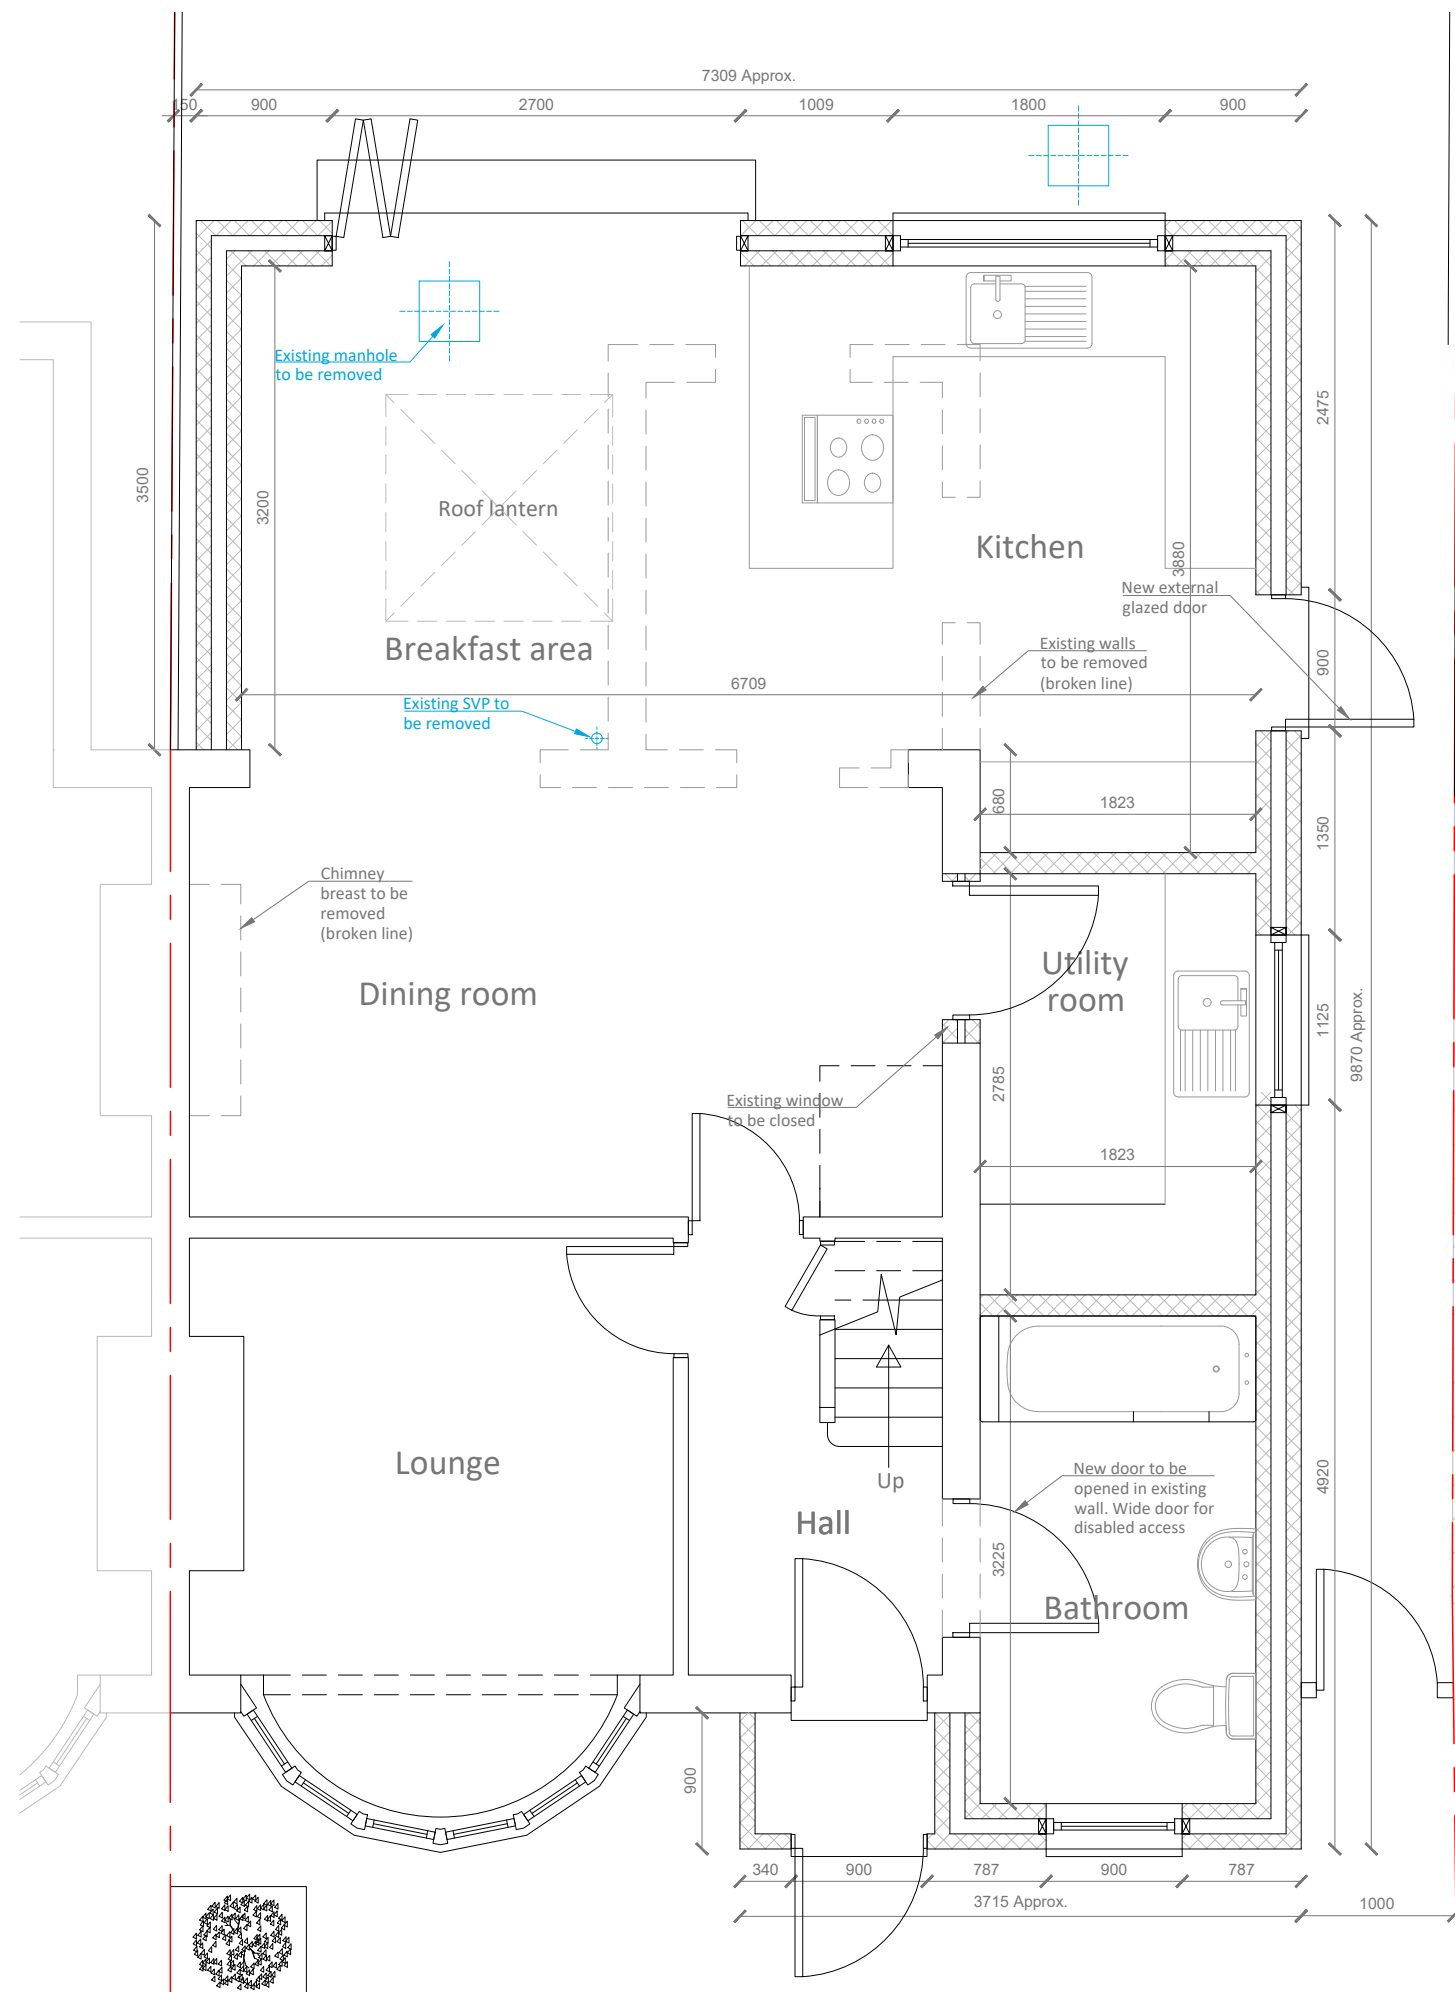 7309 Approx.
150
900
2700
1009
1800
900
Existing manhole
to be removed
3500
3200
Roof lantern
Kitchen
3880
2475
New external
glazed door
Breakfast area
Existing walls
to be removed
(broken line)
900
6709
Existing SVP to
be removed
680
1823
1350
Chimney
breast to be
removed
(broken line)
Dining room
Utility
room
1125
9870 Approx.
2785
Existing window
to be closed
1823
Lounge
Up
Hall
New door to be
opened in existing
wall. Wide door for
disabled access
4920
3225
Bathroom
900
340
900
787
900
787
3715 Approx.
1000